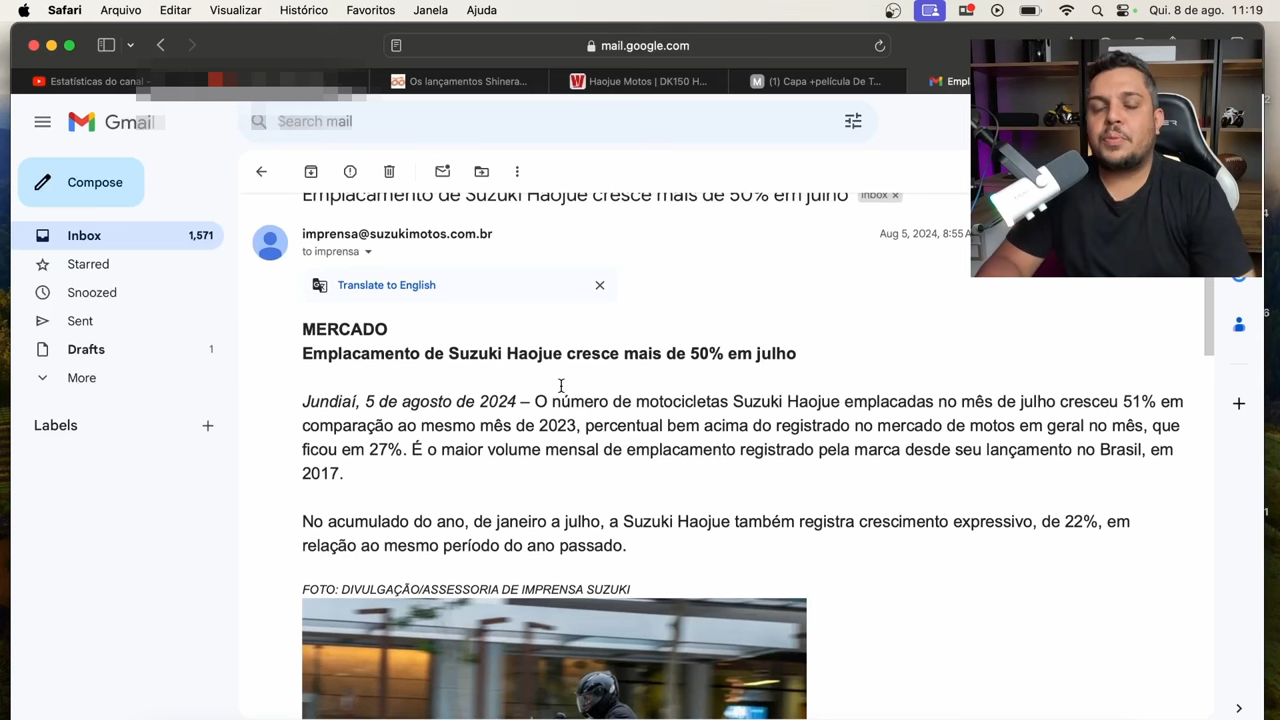 Safari Arquivo Editar Visualizar Histórico Favoritos Janela Ajuda Qui. 8 de ago. 11:19
mail.google.com
Estatísticas do canal - Os lançamentos Shinera... Haojue Motos | DK150 H... (1) Capa +película De T... Empl
Gmail Search mail
Compose
Inbox 1,571
Starred
Snoozed
Sent
Drafts 1
More
Labels
Emplacamento de Suzuki Haojue cresce mais de 50% em julho Inbox x
imprensa@suzukimotos.com.br Aug 5, 2024, 8:55
to imprensa
Translate to English
MERCADO
Emplacamento de Suzuki Haojue cresce mais de 50% em julho
Jundiaí, 5 de agosto de 2024 – O número de motocicletas Suzuki Haojue emplacadas no mês de julho cresceu 51% em
comparação ao mesmo mês de 2023, percentual bem acima do registrado no mercado de motos em geral no mês, que
ficou em 27%. É o maior volume mensal de emplacamento registrado pela marca desde seu lançamento no Brasil, em
2017.
No acumulado do ano, de janeiro a julho, a Suzuki Haojue também registra crescimento expressivo, de 22%, em
relação ao mesmo período do ano passado.
FOTO: DIVULGAÇÃO/ASSESSORIA DE IMPRENSA SUZUKI